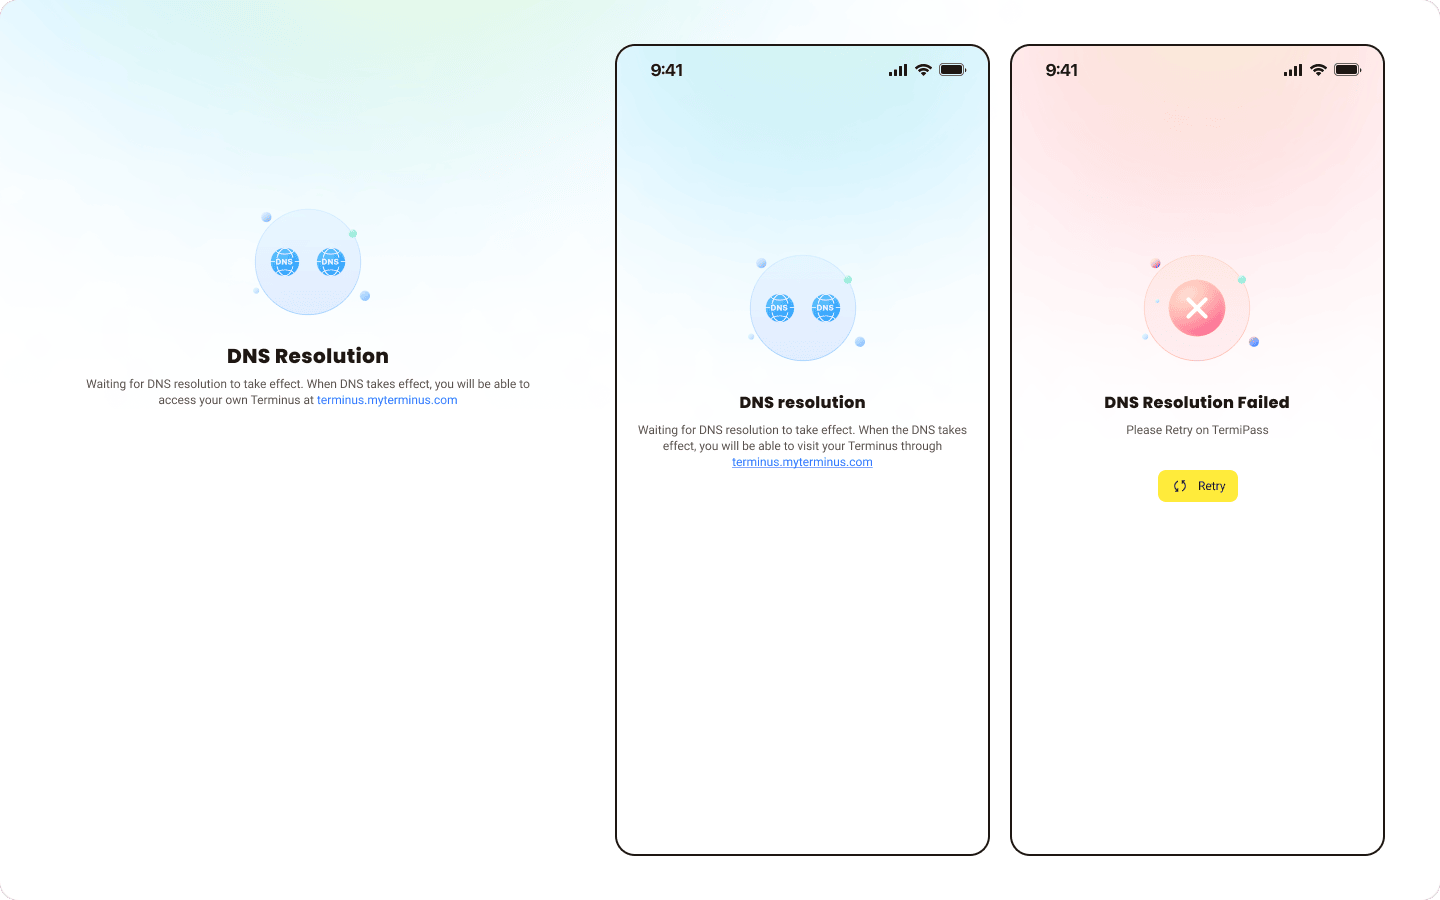 DNS DNS
DNS Resolution
Waiting for DNS resolution to take effect. When DNS takes effect, you will be able to
access your own Terminus at terminus.myterminus.com
9:41
DNS DNS
DNS resolution
Waiting for DNS resolution to take effect. When the DNS takes
effect, you will be able to visit your Terminus through
terminus.myterminus.com
9:41
DNS Resolution Failed
Please Retry on TermiPass
Retry